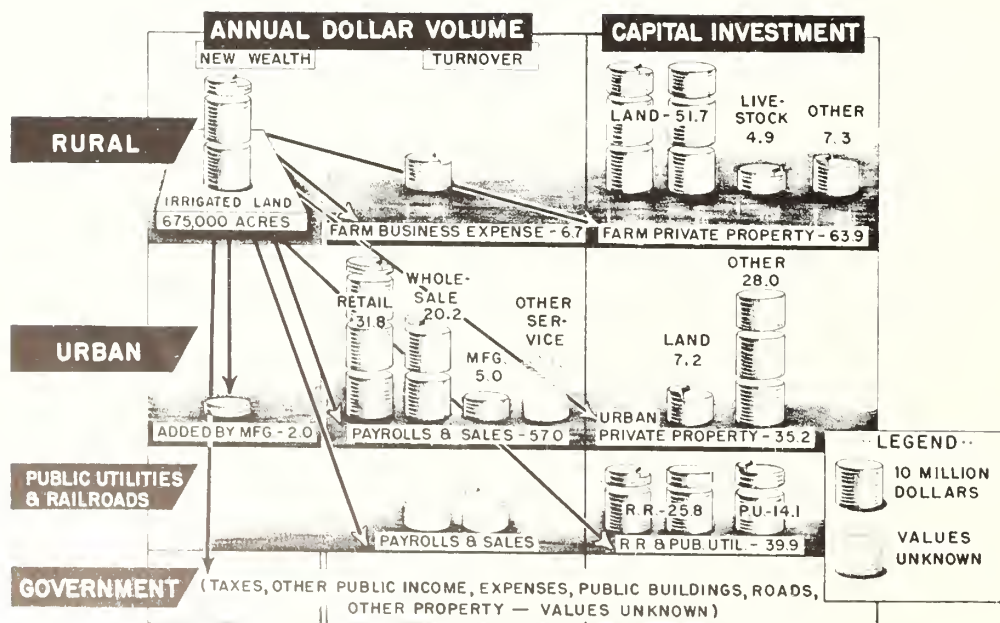 ANNUAL DOLLAR VOLUME
CAPITAL INVESTMENT
NEW WEALTH
TURNOVER
RURAL
LAND-51.7
LIVE-
STOCK
4.9
OTHER
7.3
IRRIGATED LAND
675,000 ACRES
FARM BUSINESS EXPENSE - 6.7
FARM PRIVATE PROPERTY - 63.9
URBAN
RETAIL
31.8
WHOLE-
SALE
20.2
MFG.
5.0
OTHER
SER-
VICE
LAND
7.2
OTHER
28.0
ADDED BY MFG - 2.0
PAYROLLS & SALES - 57.0
URBAN
PRIVATE PROPERTY - 35.2
PUBLIC UTILITIES
& RAILROADS
R.R.-25.8
P.U.-14.1
PAYROLLS & SALES
R R & PUB. UTIL. - 39.9
GOVERNMENT
(TAXES, OTHER PUBLIC INCOME, EXPENSES, PUBLIC BUILDINGS, ROADS,
OTHER PROPERTY — VALUES UNKNOWN)
LEGEND
10 MILLION
DOLLARS
VALUES
UNKNOWN